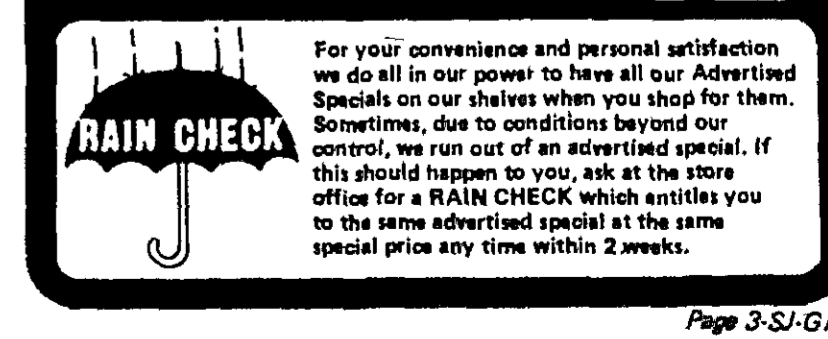 For your convenience and personal satisfaction
we do all in our power to have all our Advertised
Specials on our shelves when you shop for them.
Sometimes, due to conditions beyond our
control, we run out of an advertised special. If
this should happen to you, ask at the store
office for a RAIN CHECK which entitles you
to the same advertised special at the same
special price any time within 2 weeks.
RAIN CHECK
Page 3-SJ-G